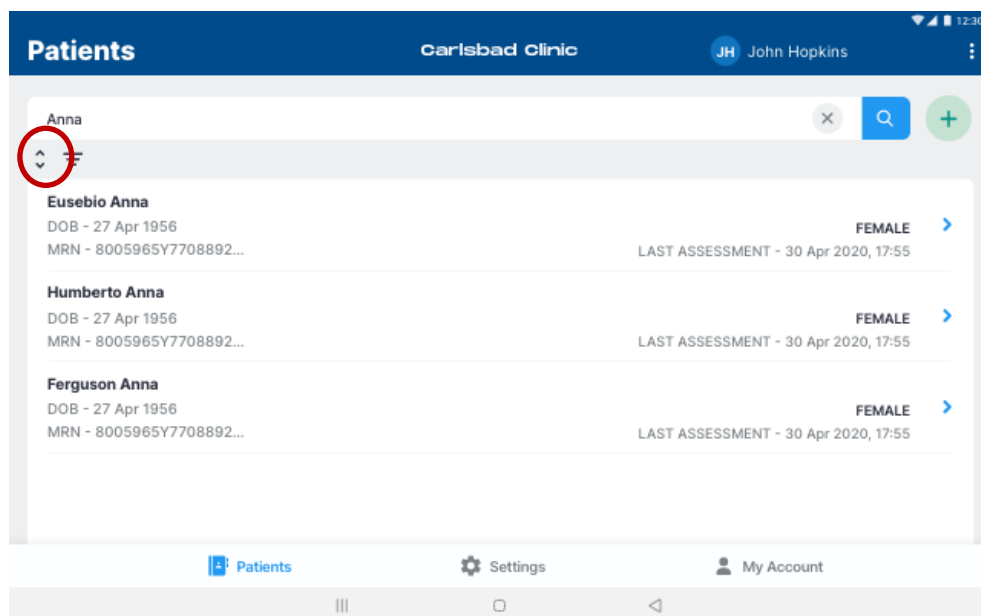 12:30
Patients Carlsbad Clinic JH John Hopkins
Anna
Eusebio Anna
DOB - 27 Apr 1956 FEMALE
MRN - 8005965Y7708892... LAST ASSESSMENT - 30 Apr 2020, 17:55
Humberto Anna
DOB - 27 Apr 1956 FEMALE
MRN - 8005965Y7708892... LAST ASSESSMENT - 30 Apr 2020, 17:55
Ferguson Anna
DOB - 27 Apr 1956 FEMALE
MRN - 8005965Y7708892... LAST ASSESSMENT - 30 Apr 2020, 17:55
Patients Settings My Account